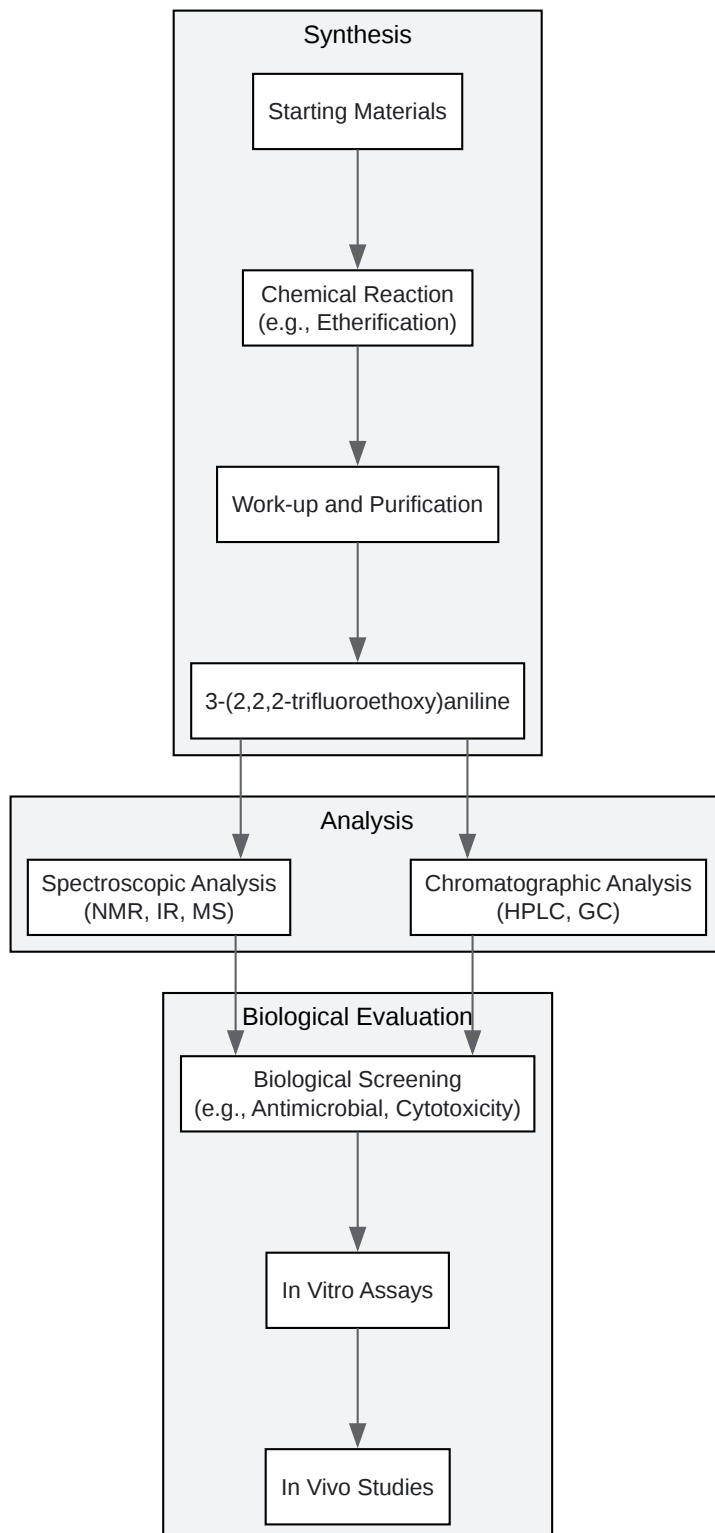 Synthesis
Starting Materials
Chemical Reaction
(e.g., Etherification)
Work-up and Purification
3-(2,2,2-trifluoroethoxy)aniline
Analysis
Spectroscopic Analysis
(NMR, IR, MS)
Chromatographic Analysis
(HPLC, GC)
Biological Evaluation
Biological Screening
(e.g., Antimicrobial, Cytotoxicity)
In Vitro Assays
In Vivo Studies